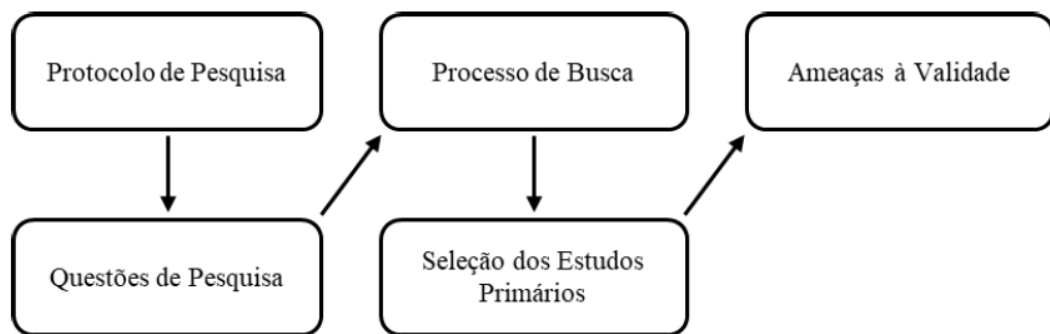 Protocolo de Pesquisa
Questões de Pesquisa
Processo de Busca
Seleção dos Estudos
Primários
Ameaças à Validade